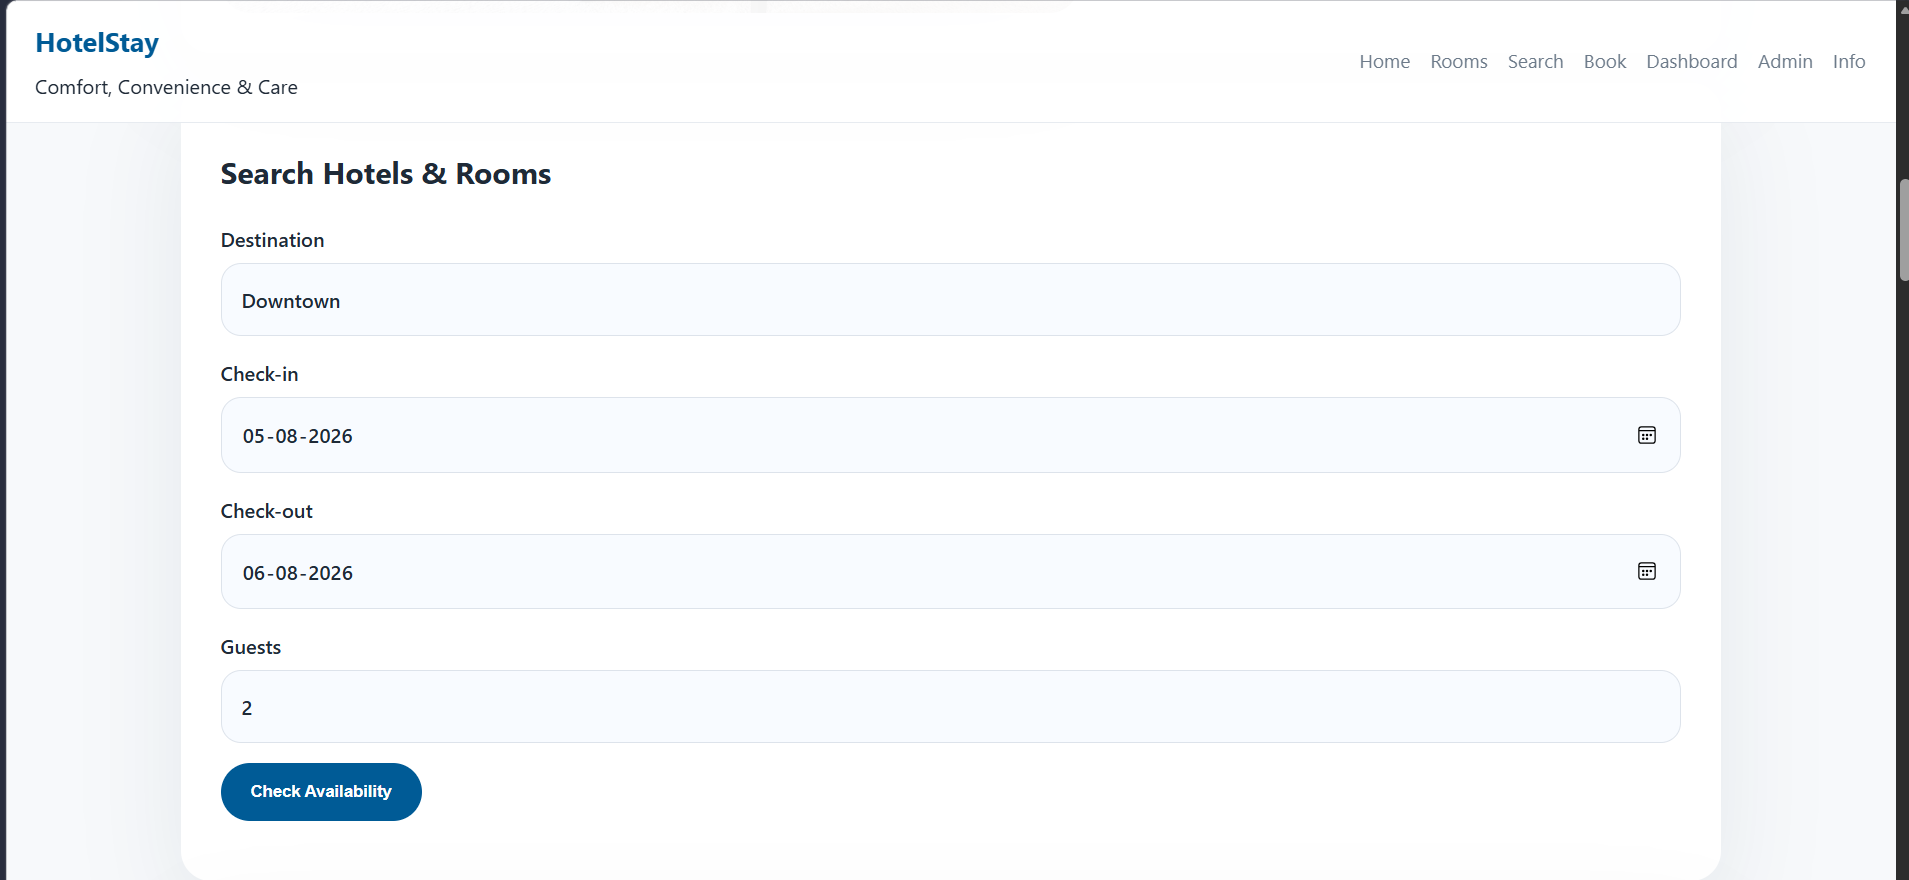 HotelStay
Comfort, Convenience & Care
Home Rooms Search Book Dashboard Admin Info
Search Hotels & Rooms
Destination
Downtown
Check-in
05-08-2026
Check-out
06-08-2026
Guests
2
Check Availability